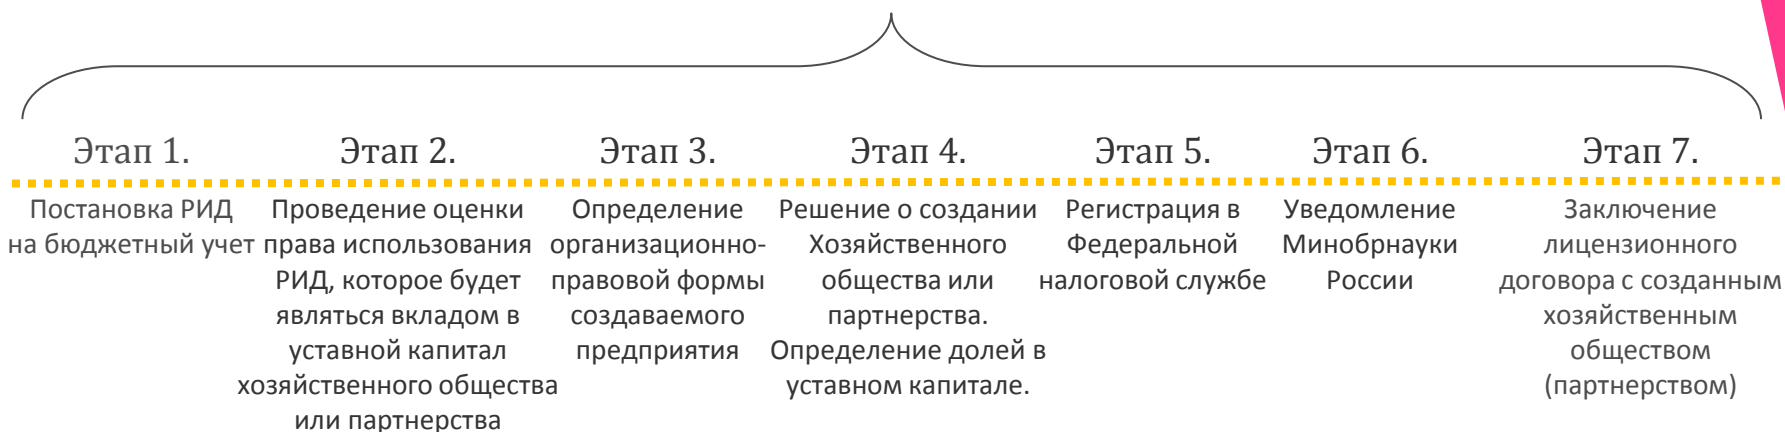 Этап 1.
Постановка РИД
на бюджетный учет
Этап 2.
Проведение оценки
права использования
РИД, которое будет
являться вкладом в
уставной капитал
хозяйственного общества
или партнерства
Этап 3.
Определение
организационно-
правовой формы
создаваемого
предприятия
Этап 4.
Решение о создании
Хозяйственного
общества или
партнерства.
Определение долей в
уставном капитале.
Этап 5.
Регистрация в
Федеральной
налоговой службе
Этап 6.
Уведомление
Минобрнауки
России
Этап 7.
Заключение
лицензионного
договора с созданным
хозяйственным
обществом
(партнерством)